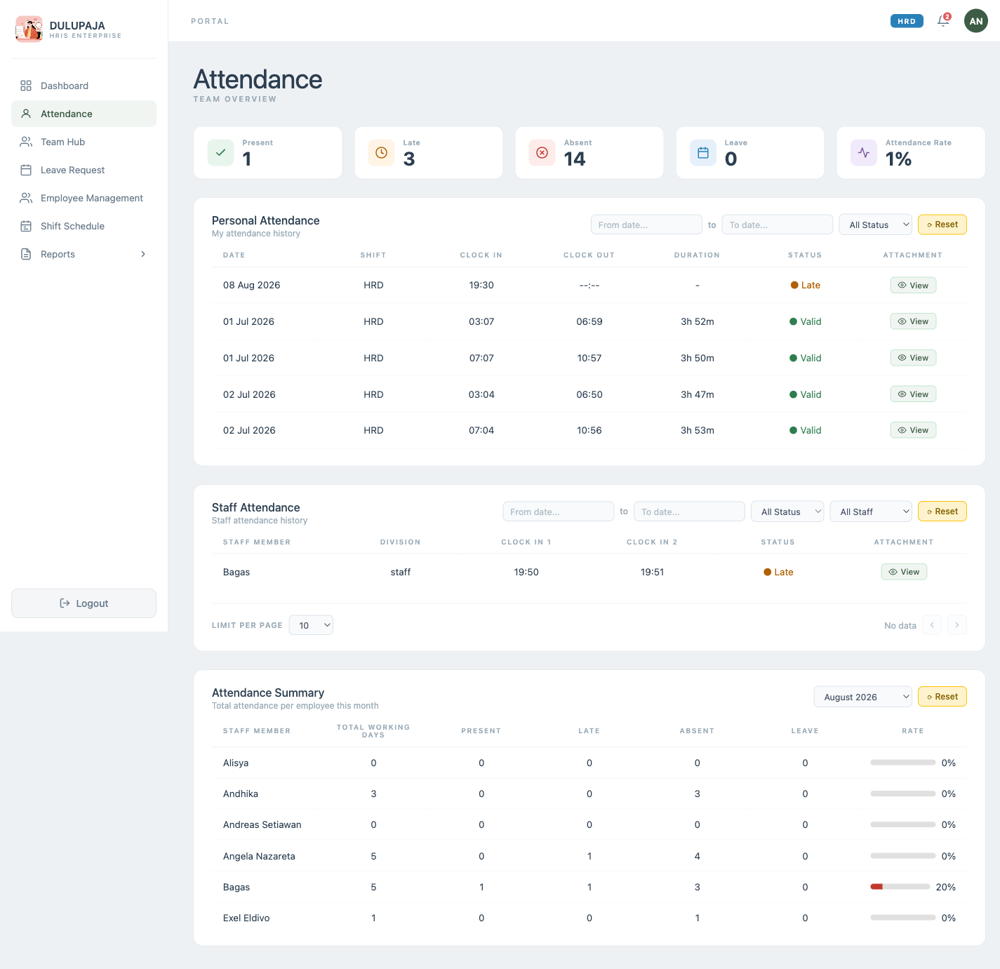 DULUPAJA
HRIS ENTERPRISE
PORTAL
HRD
2
AN
Dashboard
Attendance
Team Hub
Leave Request
Employee Management
Shift Schedule
Reports
Logout
Attendance
TEAM OVERVIEW
Present
1
Late
3
Absent
14
Leave
0
Attendance Rate
1%
Personal Attendance
My attendance history
From date... to To date... All Status Reset
DATE SHIFT CLOCK IN CLOCK OUT DURATION STATUS ATTACHMENT
08 Aug 2026 HRD 19:30 --:-- - Late View
01 Jul 2026 HRD 03:07 06:59 3h 52m Valid View
01 Jul 2026 HRD 07:07 10:57 3h 50m Valid View
02 Jul 2026 HRD 03:04 06:50 3h 47m Valid View
02 Jul 2026 HRD 07:04 10:56 3h 53m Valid View
Staff Attendance
Staff attendance history
From date... to To date... All Status All Staff Reset
STAFF MEMBER DIVISION CLOCK IN 1 CLOCK IN 2 STATUS ATTACHMENT
Bagas staff 19:50 19:51 Late View
LIMIT PER PAGE 10 No data
Attendance Summary
Total attendance per employee this month
August 2026 Reset
STAFF MEMBER TOTAL WORKING DAYS PRESENT LATE ABSENT LEAVE RATE
Alisya 0 0 0 0 0 0%
Andhika 3 0 0 3 0 0%
Andreas Setiawan 0 0 0 0 0 0%
Angela Nazareta 5 0 1 4 0 0%
Bagas 5 1 1 3 0 20%
Exel Eldivo 1 0 0 1 0 0%